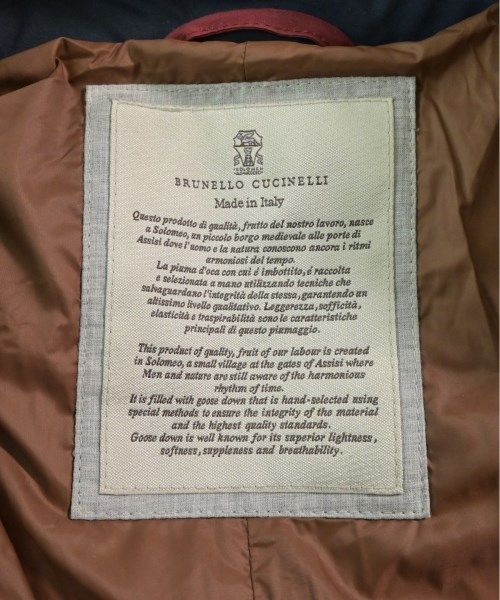 SOLOMEO
BRUNELLO CUCINELLI
Made in Italy
Questo prodotto di qualità, frutto del nostro lavoro, nasce
a Solomeo, un piccolo borgo medievale alle porte di
Assisi dove l'uomo e la natura conoscono ancora i ritmi
armoniosi del tempo.
La piuma d'oca con cui é imbottito, é raccolta
e selezionata a mano utilizzando tecniche che
salvaguardano l'integrità della stessa, garantendo un
altissimo livello qualitativo. Leggerezza, sofficità,
elasticità e traspirabilità sono le caratteristiche
principali di questo piumaggio.
This product of quality, fruit of our labour is created
in Solomeo, a small village at the gates of Assisi where
Men and nature are still aware of the harmonious
rhythm of time.
It is filled with goose down that is hand-selected using
special methods to ensure the integrity of the material
and the highest quality standards.
Goose down is well known for its superior lightness,
softness, suppleness and breathability.